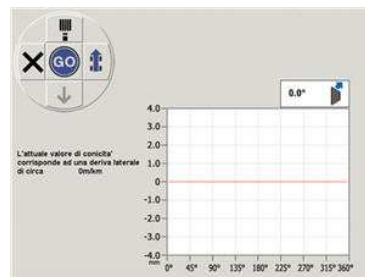 GO
0.0°
L'attuale valore di conicita'
corrisponde ad una deriva laterale
di circa 0m/km
4.0
3.0
2.0
1.0
0
-1.0
-2.0
-3.0
-4.0
mm
0° 45° 90° 135° 180° 225° 270° 315° 360°